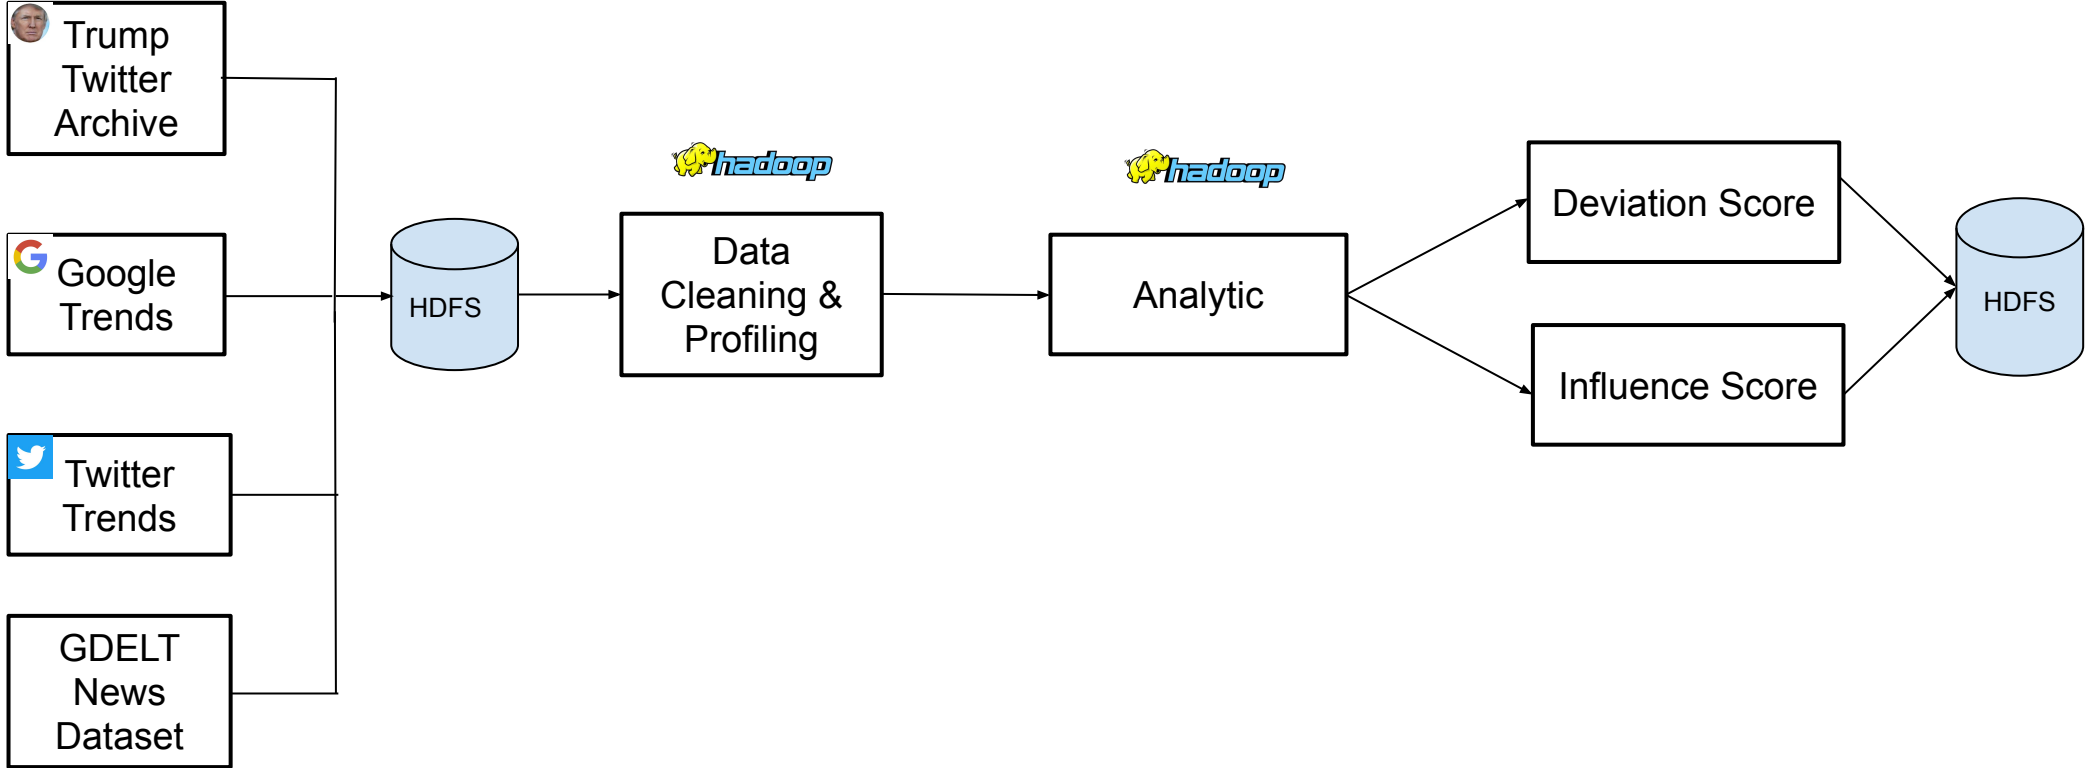 Trump
Twitter
Archive
Google
Trends
Twitter
Trends
GDELT
News
Dataset
HDFS
hadoop
Data
Cleaning &
Profiling
hadoop
Analytic
Deviation Score
Influence Score
HDFS